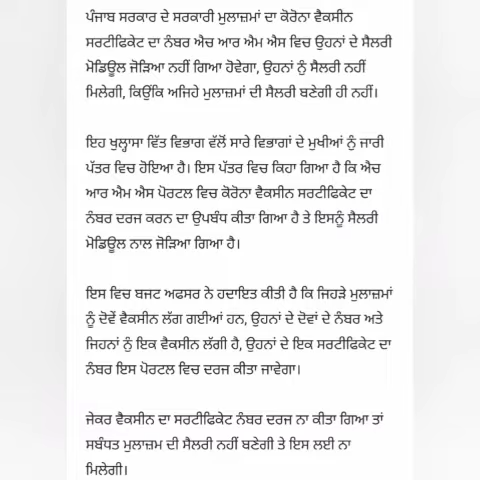 ਪੰਜਾਬ ਸਰਕਾਰ ਦੇ ਸਰਕਾਰੀ ਮੁਲਾਜ਼ਮਾਂ ਦਾ ਕੋਰੋਨਾ ਵੈਕਸੀਨ
ਸਰਟੀਫਿਕੇਟ ਦਾ ਨੰਬਰ ਐਚ ਆਰ ਐਮ ਐਸ ਵਿਚ ਉਹਨਾਂ ਦੇ ਸੈਲਰੀ
ਮੋਡਿਊਲ ਜੋੜਿਆ ਨਹੀਂ ਗਿਆ ਹੋਵੇਗਾ, ਉਹਨਾਂ ਨੂੰ ਸੈਲਰੀ ਨਹੀਂ
ਮਿਲੇਗੀ, ਕਿਉਂਕਿ ਅਜਿਹੇ ਮੁਲਾਜ਼ਮਾਂ ਦੀ ਸੈਲਰੀ ਬਣੇਗੀ ਹੀ ਨਹੀਂ।
ਇਹ ਖੁਲ੍ਹਾਸਾ ਵਿੱਤ ਵਿਭਾਗ ਵੱਲੋਂ ਸਾਰੇ ਵਿਭਾਗਾਂ ਦੇ ਮੁਖੀਆਂ ਨੂੰ ਜਾਰੀ
ਪੱਤਰ ਵਿਚ ਹੋਇਆ ਹੈ। ਇਸ ਪੱਤਰ ਵਿਚ ਕਿਹਾ ਗਿਆ ਹੈ ਕਿ ਐਚ
ਆਰ ਐਮ ਐਸ ਪੋਰਟਲ ਵਿਚ ਕੋਰੋਨਾ ਵੈਕਸੀਨ ਸਰਟੀਫਿਕੇਟ ਦਾ
ਨੰਬਰ ਦਰਜ ਕਰਨ ਦਾ ਉਪਬੰਧ ਕੀਤਾ ਗਿਆ ਹੈ ਤੇ ਇਸਨੂੰ ਸੈਲਰੀ
ਮੋਡਿਊਲ ਨਾਲ ਜੋੜਿਆ ਗਿਆ ਹੈ।
ਇਸ ਵਿਚ ਬਜਟ ਅਫਸਰ ਨੇ ਹਦਾਇਤ ਕੀਤੀ ਹੈ ਕਿ ਜਿਹੜੇ ਮੁਲਾਜ਼ਮਾਂ
ਨੂੰ ਦੋਵੇਂ ਵੈਕਸੀਨ ਲੱਗ ਗਈਆਂ ਹਨ, ਉਹਨਾਂ ਦੇ ਦੋਵਾਂ ਦੇ ਨੰਬਰ ਅਤੇ
ਜਿਹਨਾਂ ਨੂੰ ਇਕ ਵੈਕਸੀਨ ਲੱਗੀ ਹੈ, ਉਹਨਾਂ ਦੇ ਇਕ ਸਰਟੀਫਿਕੇਟ ਦਾ
ਨੰਬਰ ਇਸ ਪੋਰਟਲ ਵਿਚ ਦਰਜ ਕੀਤਾ ਜਾਵੇਗਾ।
ਜੇਕਰ ਵੈਕਸੀਨ ਦਾ ਸਰਟੀਫਿਕੇਟ ਨੰਬਰ ਦਰਜ ਨਾ ਕੀਤਾ ਗਿਆ ਤਾਂ
ਸਬੰਧਤ ਮੁਲਾਜ਼ਮ ਦੀ ਸੈਲਰੀ ਨਹੀਂ ਬਣੇਗੀ ਤੇ ਇਸ ਲਈ ਨਾ
ਮਿਲੇਗੀ।